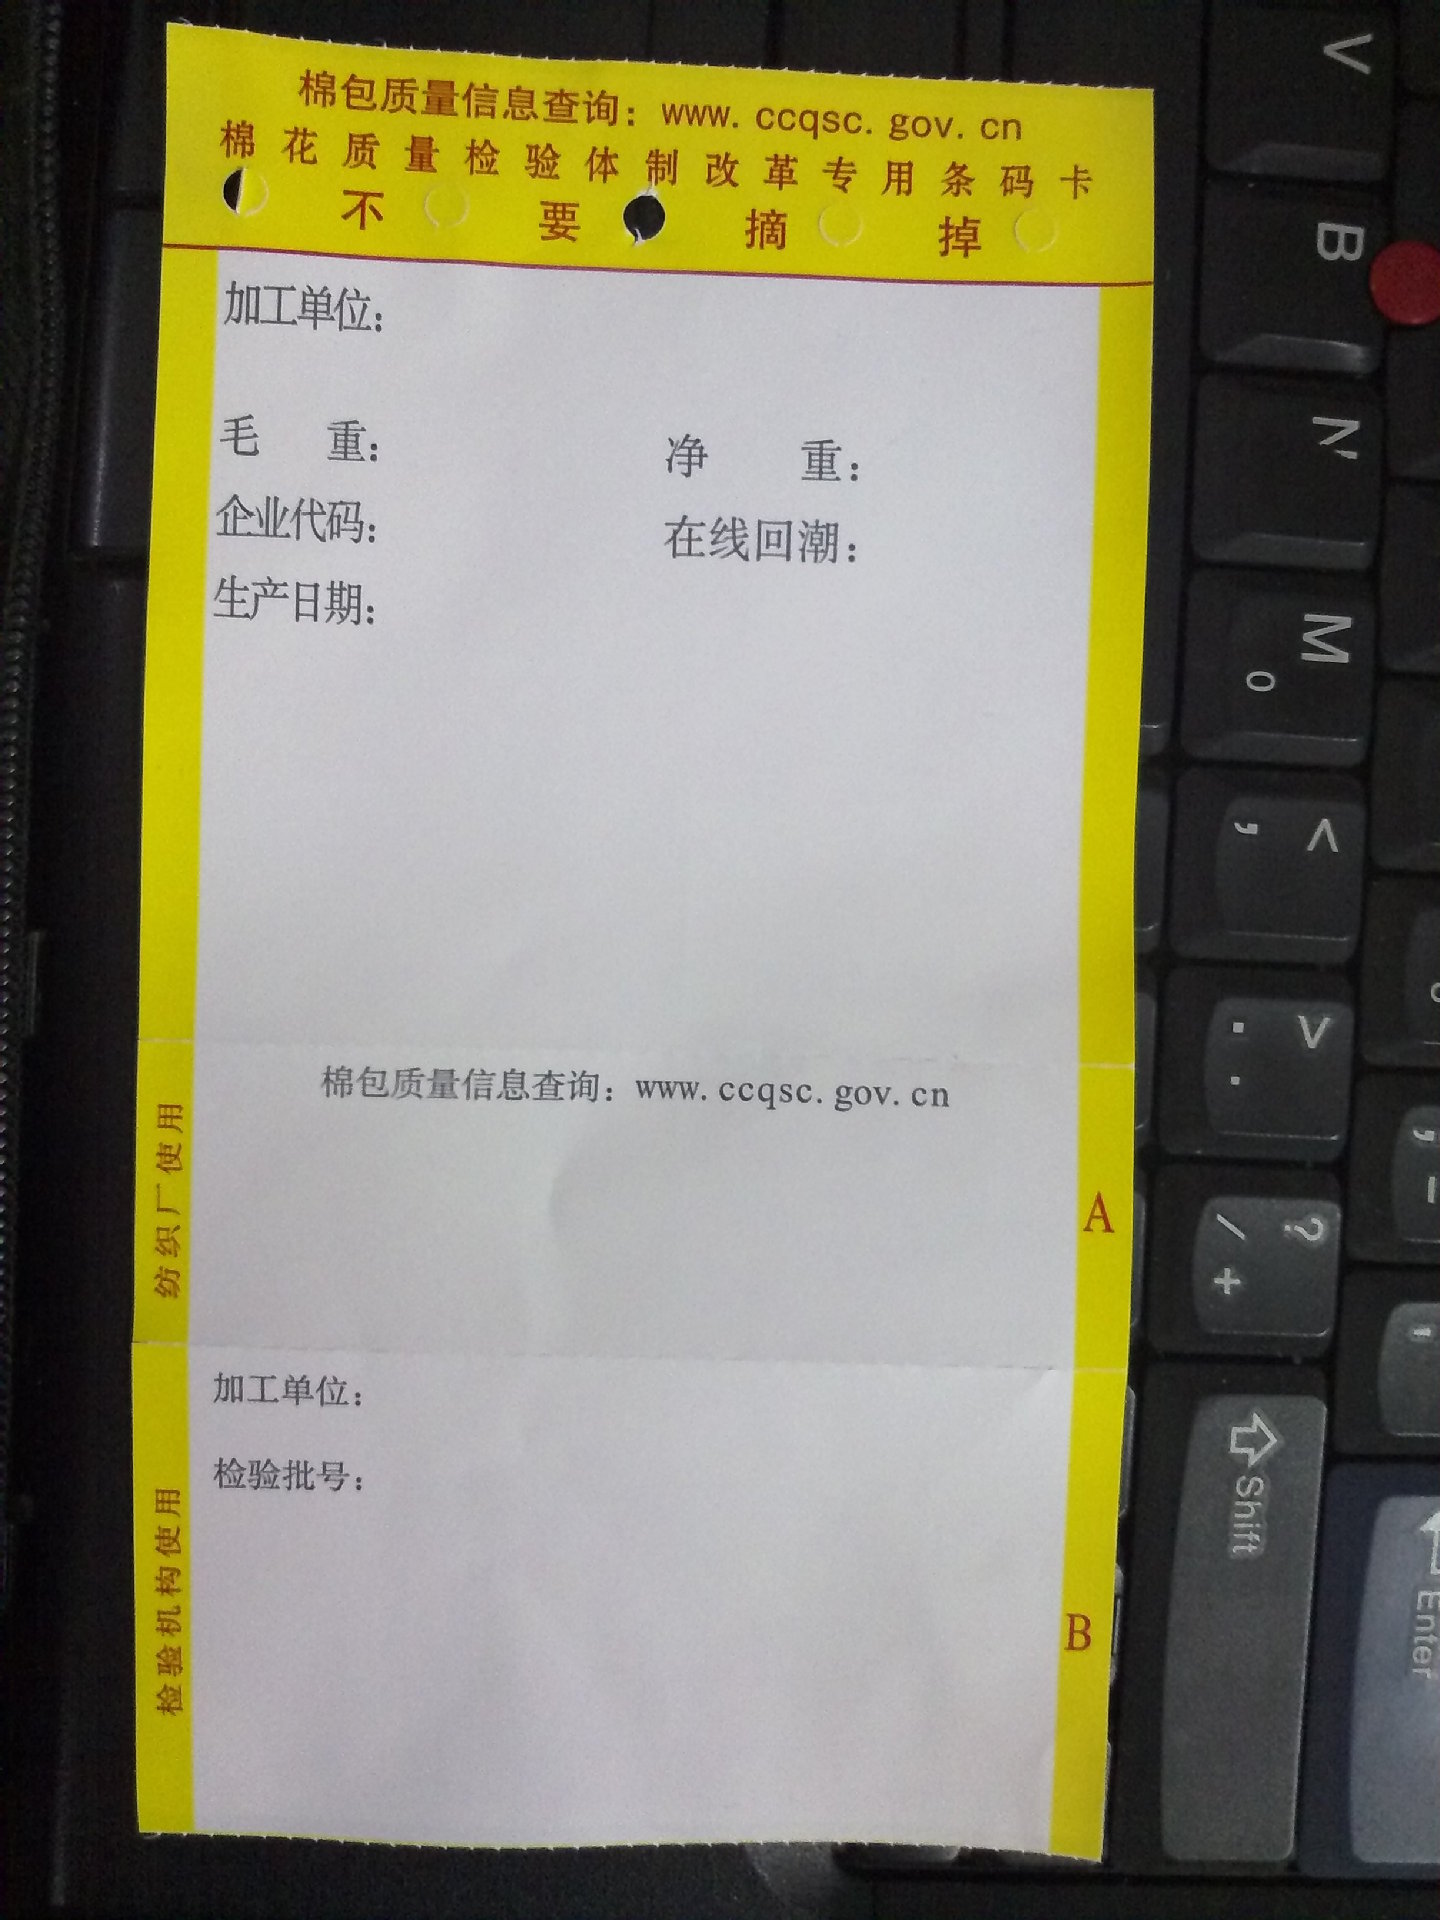 棉包质量信息查询：www.ccqsc.gov.cn
棉花质量检验体制改革专用条码卡
不要摘掉
加工单位：
毛重： 净重：
企业代码： 在线回潮：
生产日期：
棉包质量信息查询：www.ccqsc.gov.cn
纺织厂使用
A
加工单位：
检验批号：
检验机构使用
B
V
B
N
M
0
<
,
>
.
?
/
+
Shift
Enter